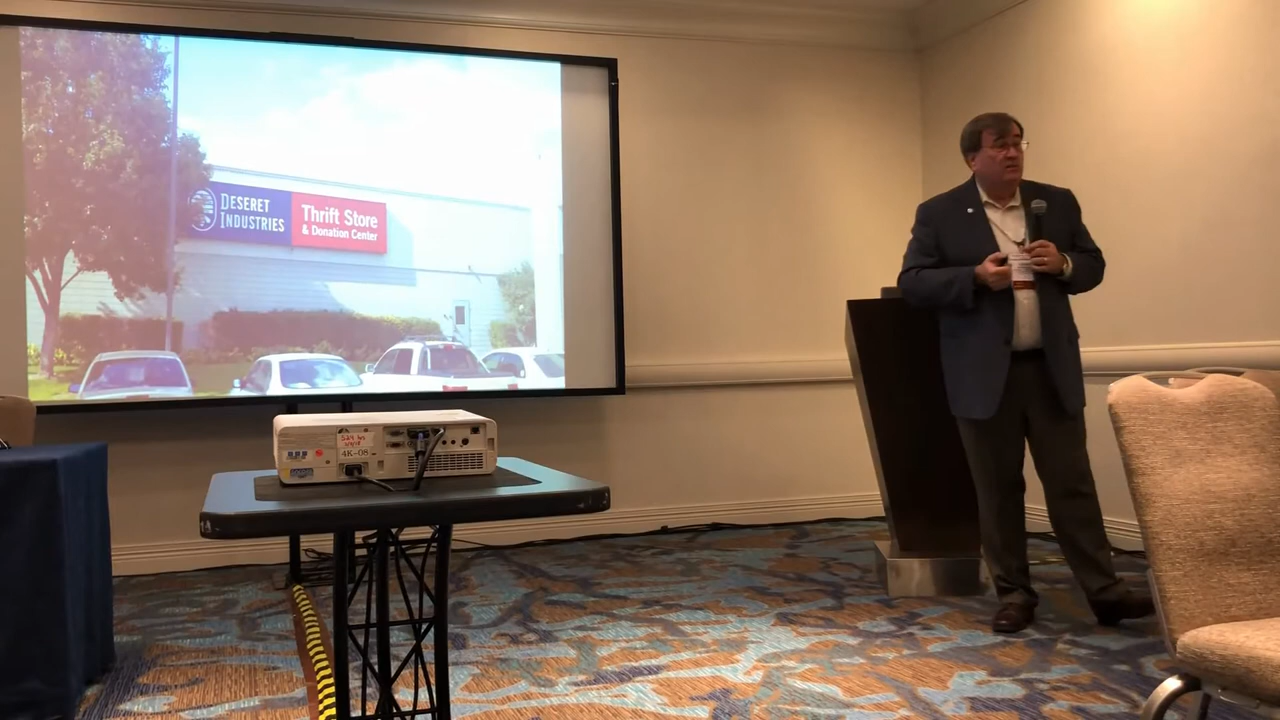 DESERET
INDUSTRIES
Thrift Store
& Donation Center
4K-08